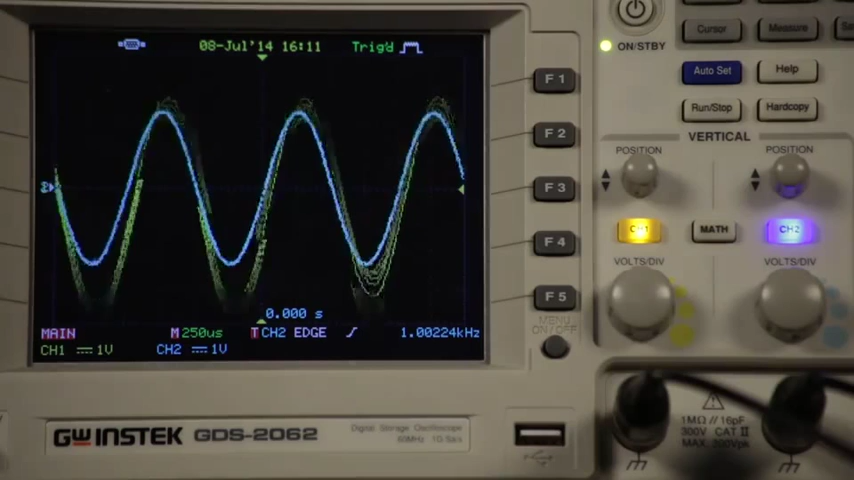 08-Jul'14 16:11 Trig'd
0.000 s
MAIN M 250us T CH2 EDGE 1.00224kHz
CH1 1V CH2 1V
GW INSTEK GDS-2062
Digital Storage Oscilloscope
60MHz 1G Sa/s
F 1
F 2
F 3
F 4
F 5
MENU
ON/OFF
ON/STBY
Cursor Measure
Auto Set Help
Run/Stop Hardcopy
VERTICAL
POSITION POSITION
CH1 MATH CH2
VOLTS/DIV VOLTS/DIV
1MΩ // 16pF
300V CAT II
MAX. 300Vpk